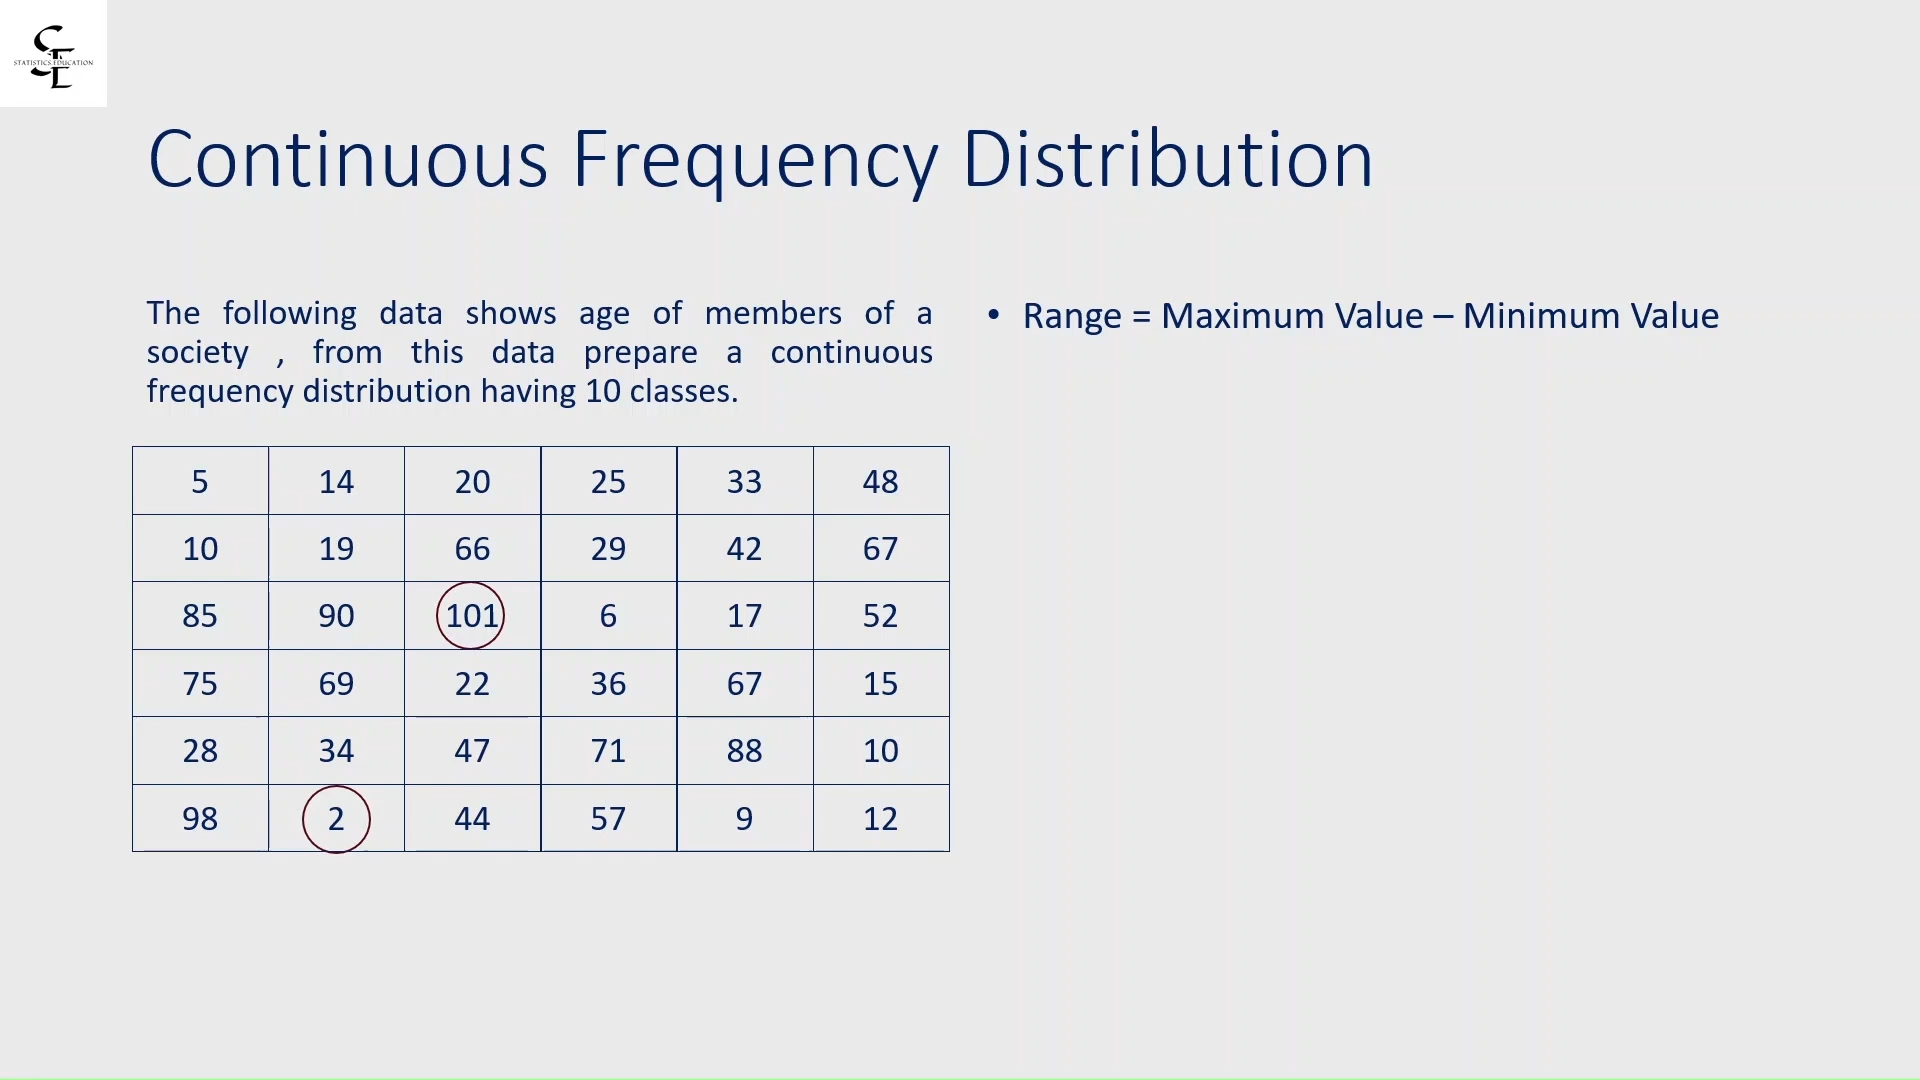 STATISTICS.EDUCATION
Continuous Frequency Distribution
The following data shows age of members of a
society , from this data prepare a continuous
frequency distribution having 10 classes.
• Range = Maximum Value – Minimum Value
5 14 20 25 33 48
10 19 66 29 42 67
85 90 101 6 17 52
75 69 22 36 67 15
28 34 47 71 88 10
98 2 44 57 9 12